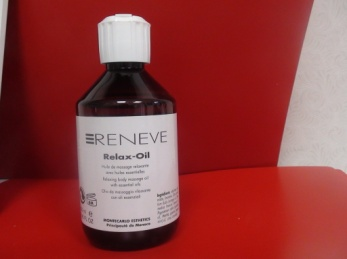 ERENEVE
Relax-Oil
huile de massage relaxante
aux huiles essentielles
relaxing body massage oil
with essential oils
Olio da massaggio rilassante
con oli essenziali
MONTECARLO ESTHETICS
Principauté de Monaco